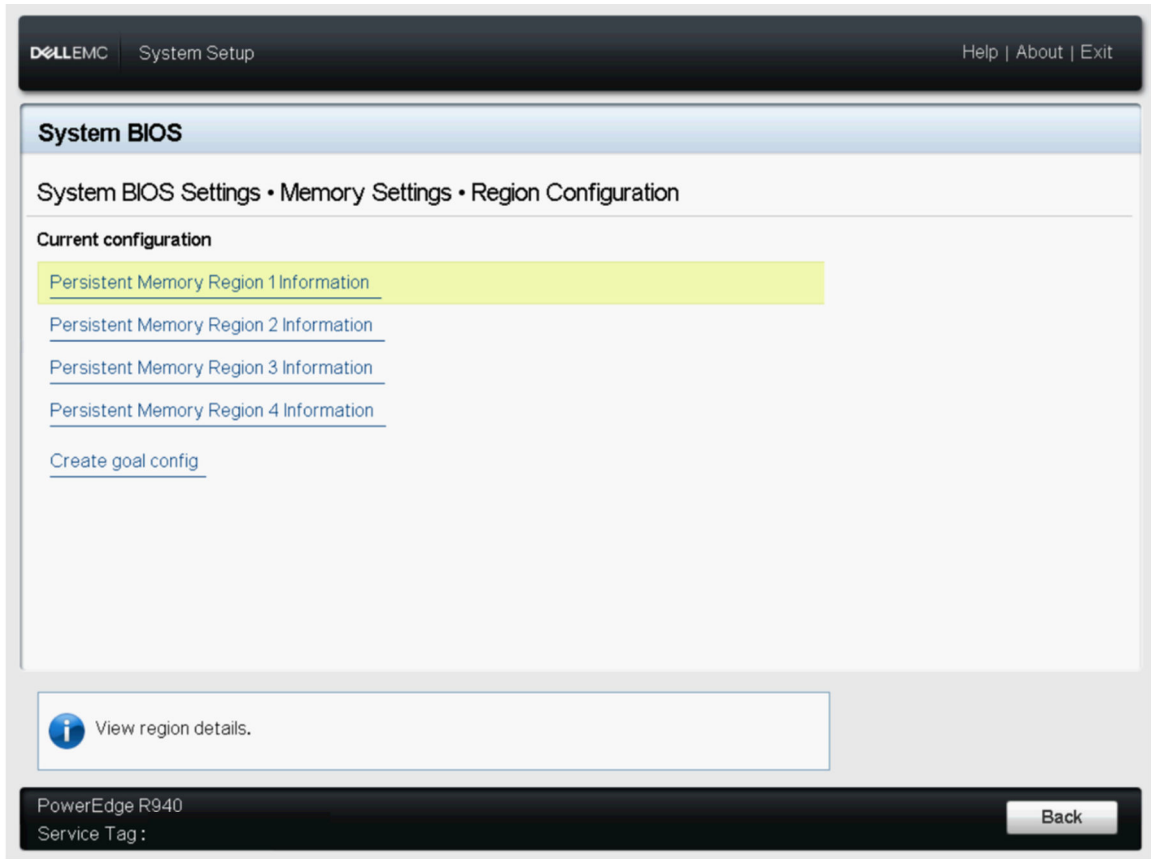 DELLEMC System Setup Help | About | Exit
System BIOS
System BIOS Settings • Memory Settings • Region Configuration
Current configuration
Persistent Memory Region 1 Information
Persistent Memory Region 2 Information
Persistent Memory Region 3 Information
Persistent Memory Region 4 Information
Create goal config
View region details.
PowerEdge R940
Service Tag :
Back